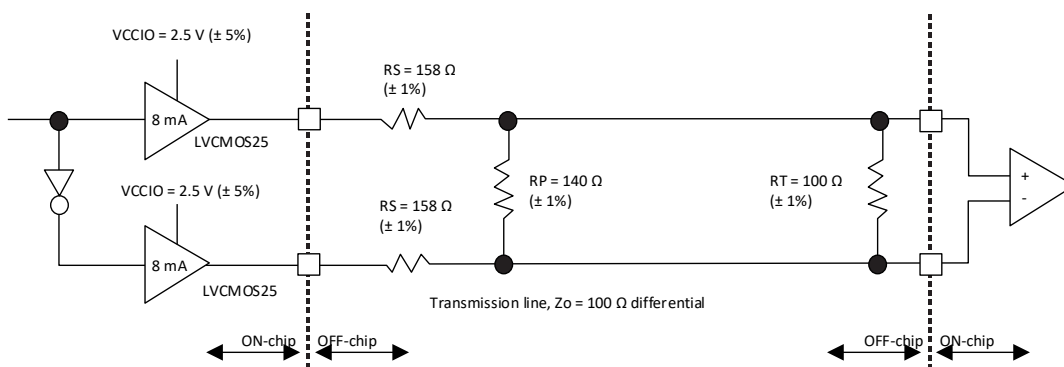 VCCIO = 2.5 V (± 5%)
RS = 158 Ω
(± 1%)
8 mA
LVCMOS25
VCCIO = 2.5 V (± 5%)
RP = 140 Ω
(± 1%)
RT = 100 Ω
(± 1%)
+
-
RS = 158 Ω
(± 1%)
8 mA
LVCMOS25
Transmission line, Zo = 100 Ω differential
ON-chip
OFF-chip
OFF-chip
ON-chip